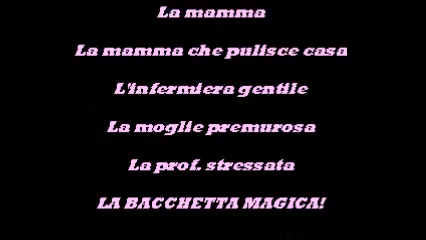 La mamma
La mamma che pulisce casa
L'infermiera gentile
La moglie premurosa
La prof. stressata
LA BACCHETTA MAGICA!